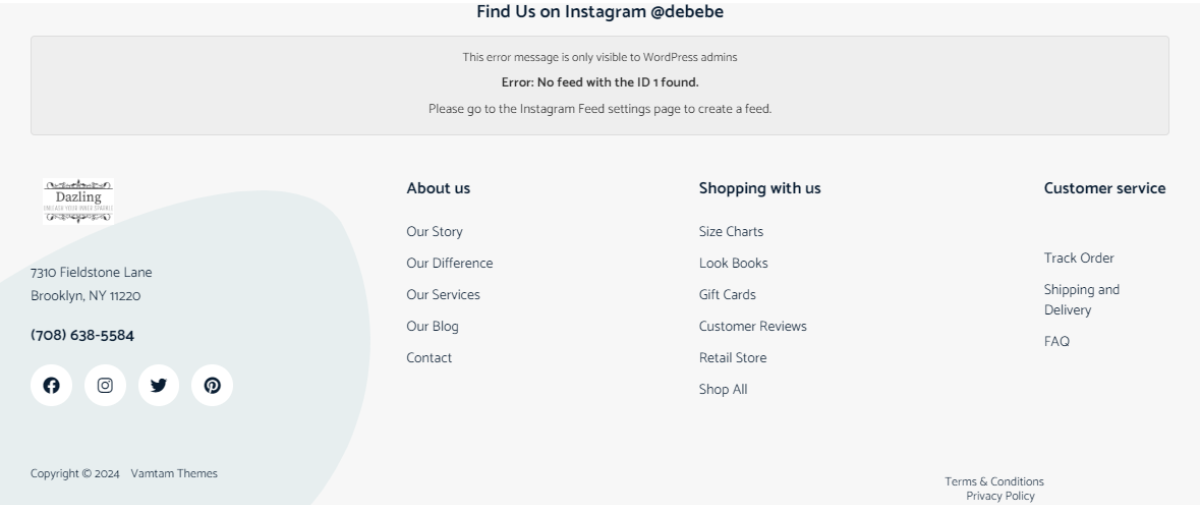 Find Us on Instagram @debebe
This error message is only visible to WordPress admins
Error: No feed with the ID 1 found.
Please go to the Instagram Feed settings page to create a feed.
Dazling
7310 Fieldstone Lane
Brooklyn, NY 11220
(708) 638-5584
About us
Our Story
Our Difference
Our Services
Our Blog
Contact
Shopping with us
Size Charts
Look Books
Gift Cards
Customer Reviews
Retail Store
Shop All
Customer service
Track Order
Shipping and
Delivery
FAQ
Copyright © 2024 Vamtam Themes
Terms & Conditions
Privacy Policy